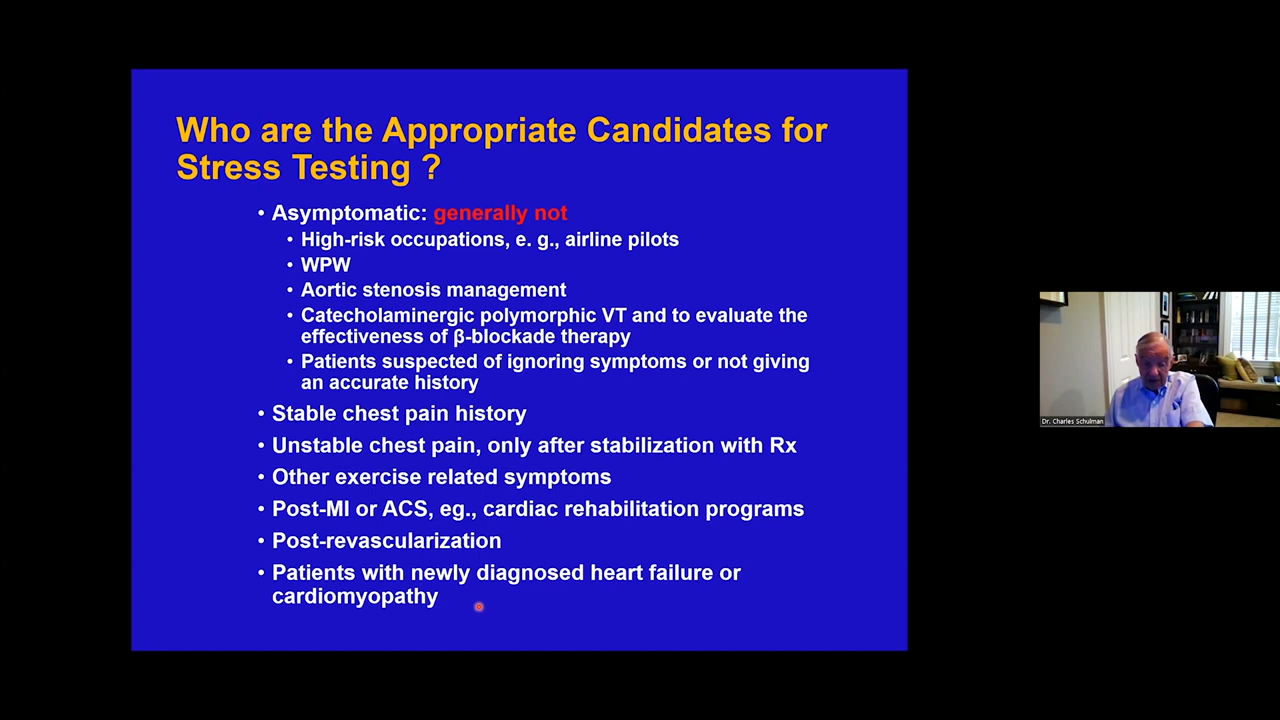 Who are the Appropriate Candidates for
Stress Testing ?
• Asymptomatic: generally not
• High-risk occupations, e. g., airline pilots
• WPW
• Aortic stenosis management
• Catecholaminergic polymorphic VT and to evaluate the
effectiveness of β-blockade therapy
• Patients suspected of ignoring symptoms or not giving
an accurate history
• Stable chest pain history
• Unstable chest pain, only after stabilization with Rx
• Other exercise related symptoms
• Post-MI or ACS, eg., cardiac rehabilitation programs
• Post-revascularization
• Patients with newly diagnosed heart failure or
cardiomyopathy
Dr. Charles Schulman